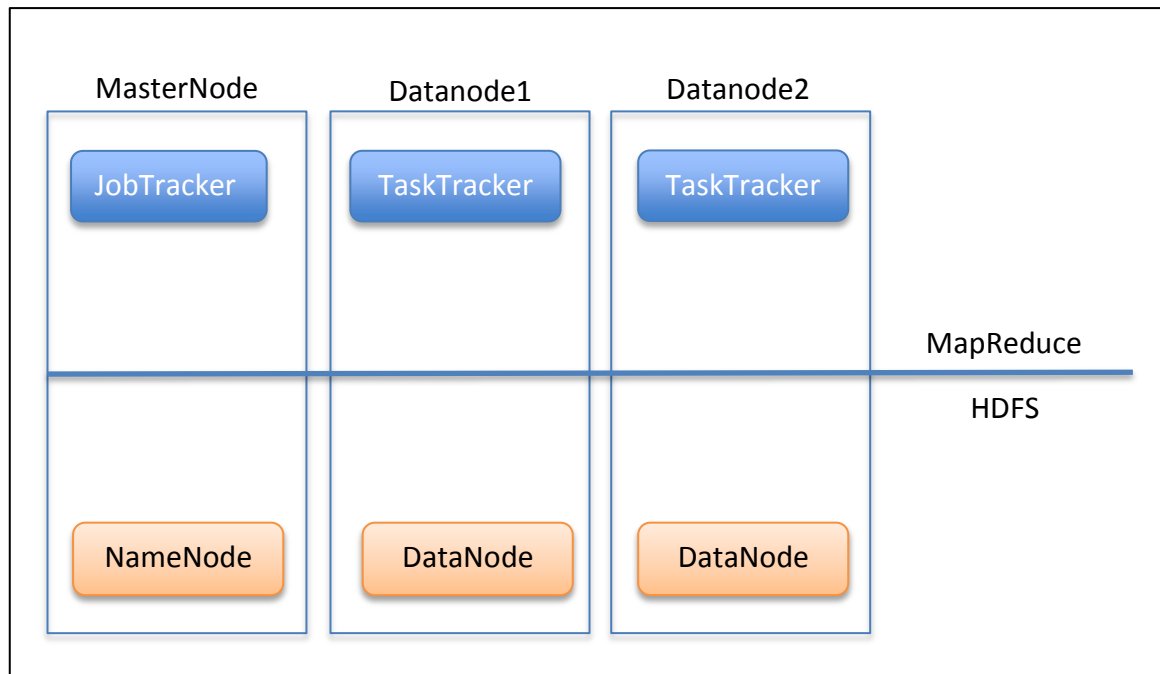 MasterNode
Datanode1
Datanode2
JobTracker
TaskTracker
TaskTracker
MapReduce
HDFS
NameNode
DataNode
DataNode